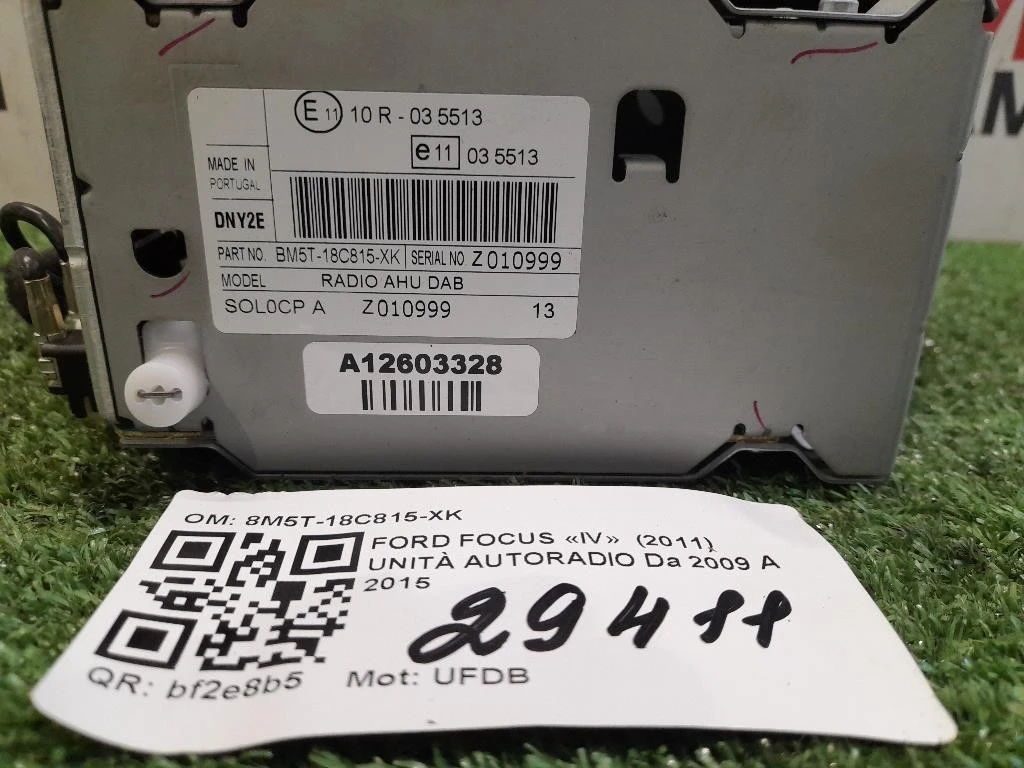 E 11 10 R - 03 5513
e 11 03 5513
MADE IN
PORTUGAL
DNY2E
PART NO. BM5T-18C815-XK SERIAL NO Z010999
MODEL RADIO AHU DAB
SOL0CP A Z010999 13
A12603328
OM: 8M5T-18C815-XK
FORD FOCUS «IV» (2011)
UNITÀ AUTORADIO Da 2009 A
2015
29411
QR: bf2e8b5
Mot: UFDB